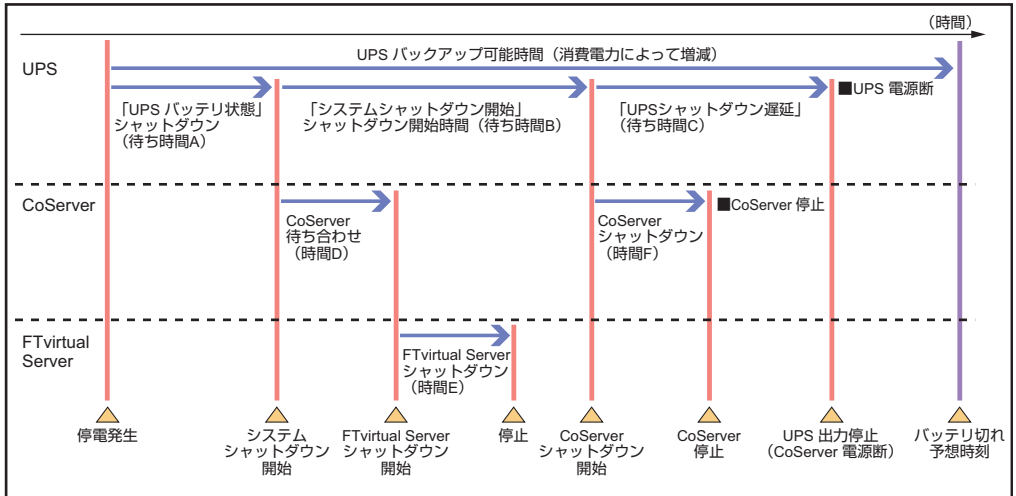 （時間）
UPS バックアップ可能時間（消費電力によって増減）
UPS
■UPS 電源断
「UPS バッテリ状態」
シャットダウン
（待ち時間A）
「システムシャットダウン開始」
シャットダウン開始時間（待ち時間B）
「UPSシャットダウン遅延」
（待ち時間C）
CoServer
■CoServer 停止
CoServer
待ち合わせ
（時間D）
CoServer
シャットダウン
（時間F）
FTvirtual
Server
FTvirtual Server
シャットダウン
（時間E）
停電発生
システム
シャットダウン
開始
FTvirtual Server
シャットダウン
開始
停止
CoServer
シャットダウン
開始
CoServer
停止
UPS 出力停止
（CoServer 電源断）
バッテリ切れ
予想時刻